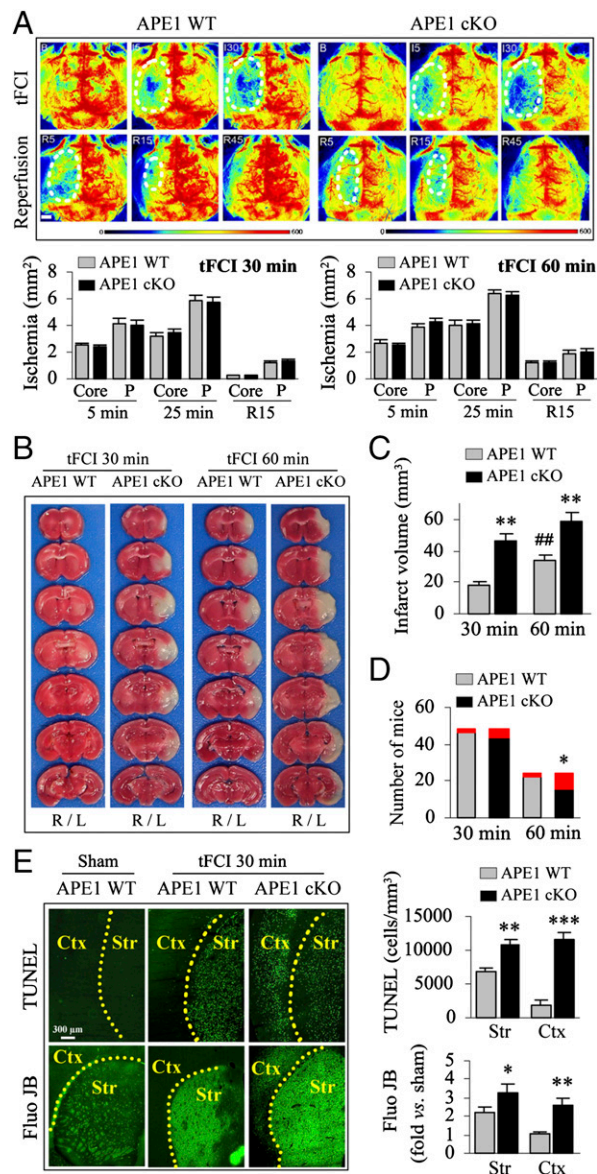 A
APE1 WT APE1 cKO
tFCI
B I5 I30 B I5 I30
Reperfusion
R5 R15 R45 R5 R15 R45
0 600 0 600
Ischemia (mm²)
APE1 WT
APE1 cKO
tFCI 30 min
6
4
2
0
Core P Core P Core P
5 min 25 min R15
Ischemia (mm²)
APE1 WT
APE1 cKO
tFCI 60 min
6
4
2
0
Core P Core P Core P
5 min 25 min R15
B
tFCI 30 min tFCI 60 min
APE1 WT APE1 cKO APE1 WT APE1 cKO
R / L R / L R / L R / L
C
APE1 WT
APE1 cKO
Infarct volume (mm³)
60
40
20
0
** ## **
30 min 60 min
D
APE1 WT
APE1 cKO
Number of mice
60
40
20
0
*
30 min 60 min
E
Sham tFCI 30 min
APE1 WT APE1 WT APE1 cKO
TUNEL
Ctx Str Ctx Str Ctx Str
300 µm
Fluo JB
Ctx Str Ctx Str Ctx Str
APE1 WT
APE1 cKO
TUNEL (cells/mm³)
15000
10000
5000
0
** ***
Str Ctx
Fluo JB (fold vs. sham)
5
4
3
2
1
0
* **
Str Ctx